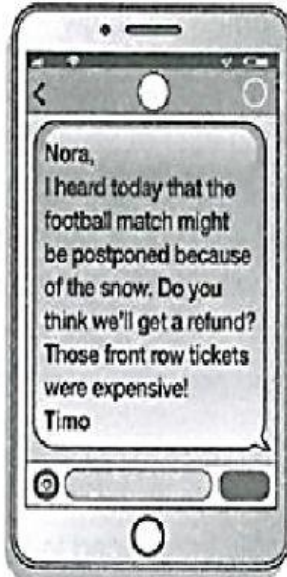 Nora,
I heard today that the
football match might
be postponed because
of the snow. Do you
think we'll get a refund?
Those front row tickets
were expensive!
Timo